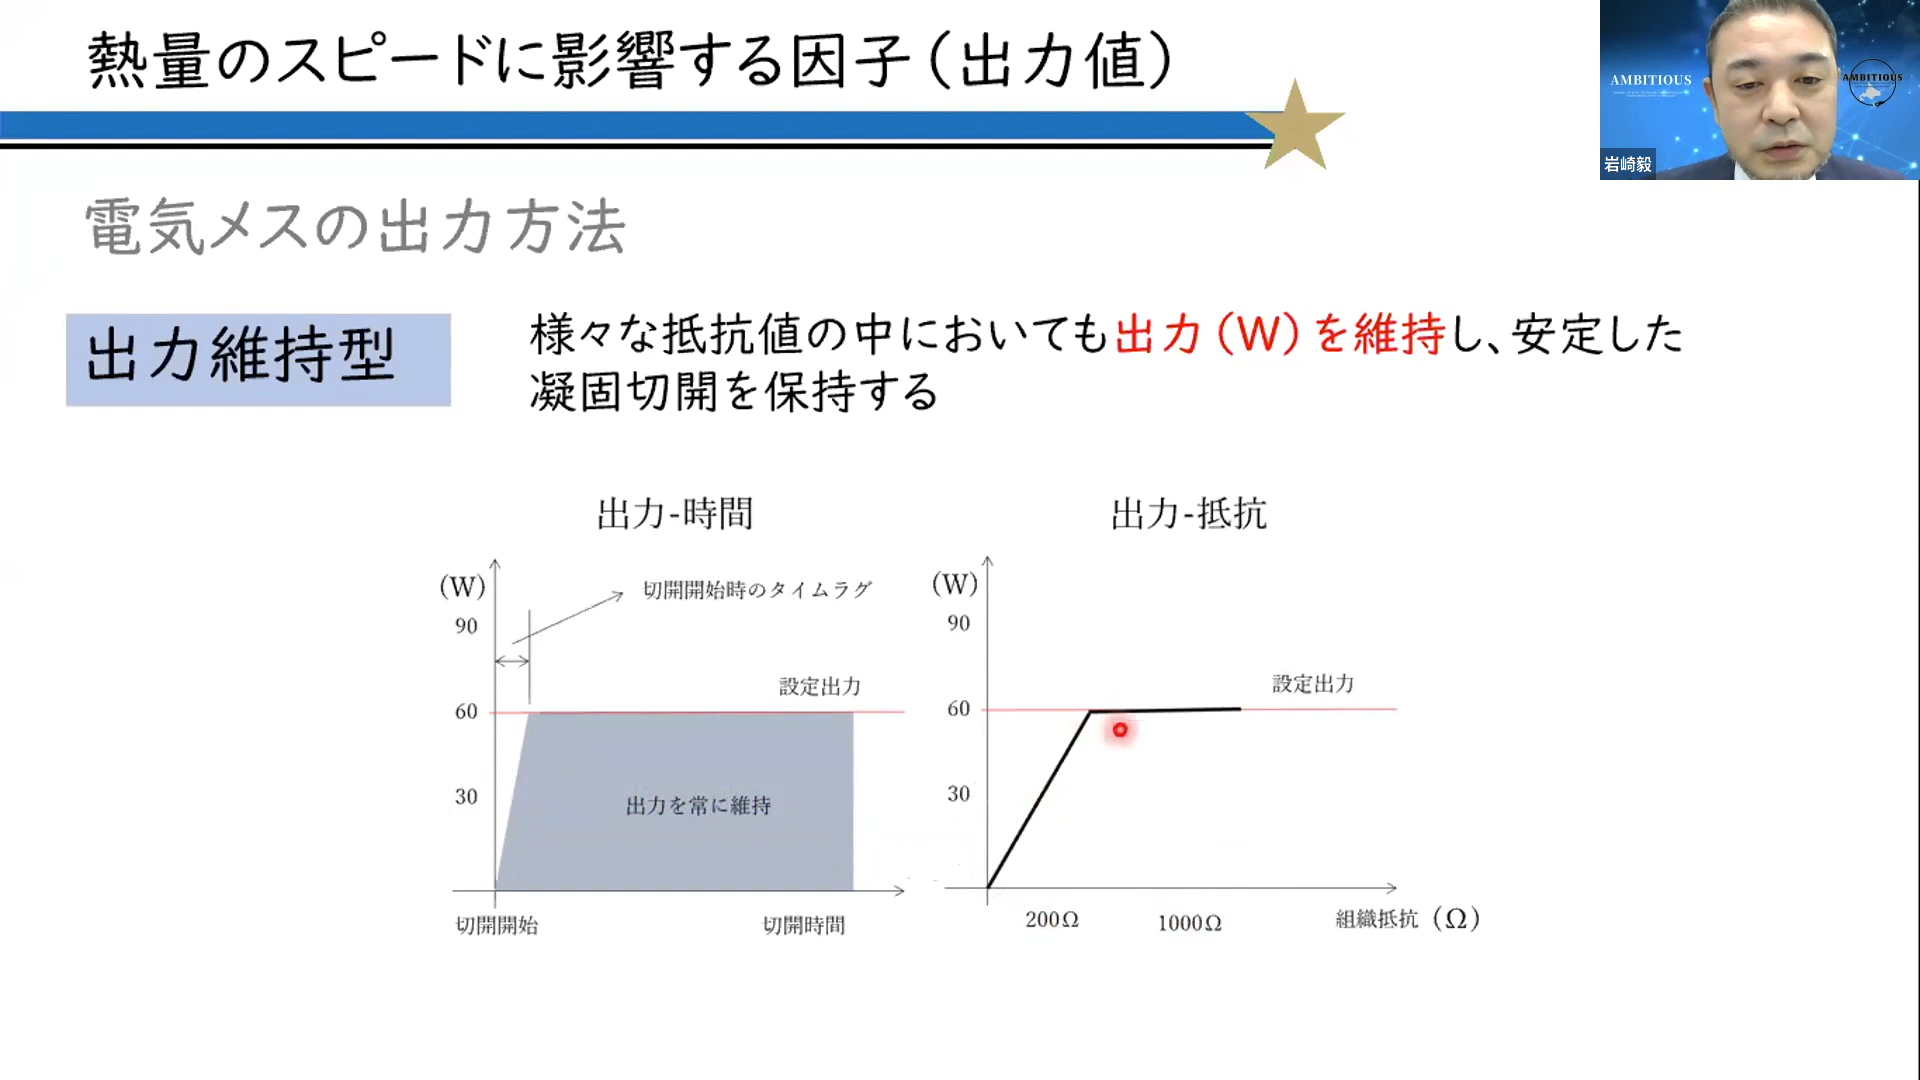 熱量のスピードに影響する因子（出力値）
AMBITIOUS
AMBITIOUS
岩崎毅
電気メスの出力方法
出力維持型
様々な抵抗値の中においても出力（W）を維持し、安定した
凝固切開を保持する
出力-時間
(W)
90
60
30
切開開始時のタイムラグ
設定出力
出力を常に維持
切開開始
切開時間
出力-抵抗
(W)
90
60
30
設定出力
200Ω
1000Ω
組織抵抗（Ω）